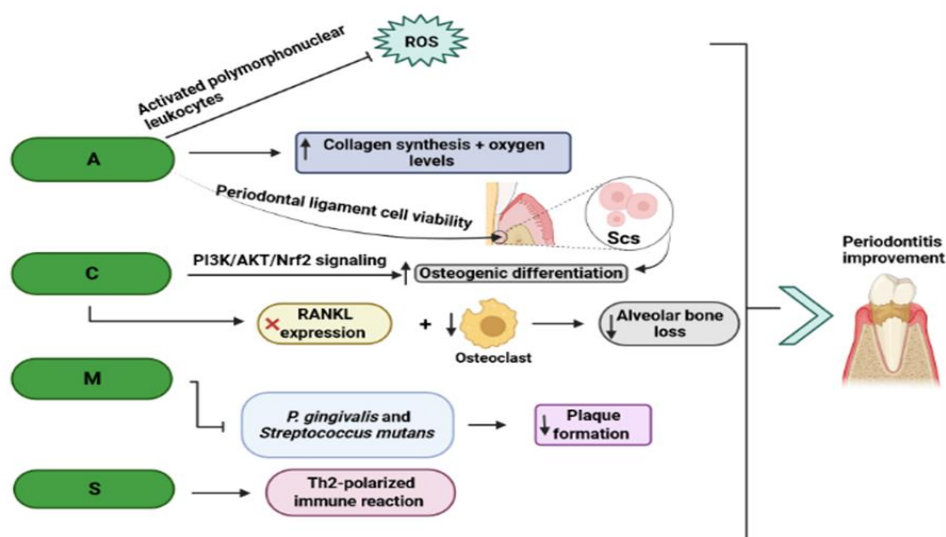 ROS
Activated polymorphonuclear
leukocytes
A
Collagen synthesis + oxygen
levels
Periodontal ligament cell viability
Scs
C
PI3K/AKT/Nrf2 signaling
Osteogenic differentiation
RANKL
expression
+
Osteoclast
Alveolar bone
loss
Periodontitis
improvement
M
P. gingivalis and
Streptococcus mutans
Plaque
formation
S
Th2-polarized
immune reaction